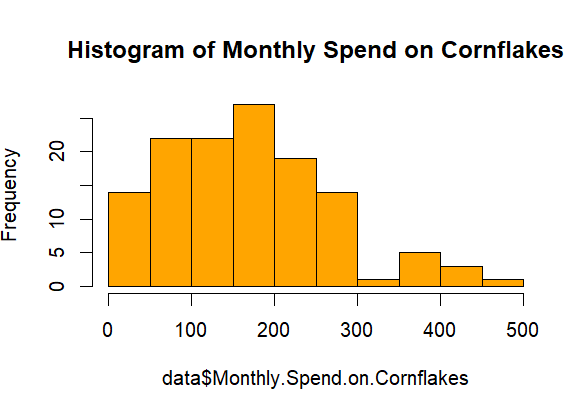 Histogram of Monthly Spend on Cornflakes
Frequency
20
10
5
0
0 100 200 300 400 500
data$Monthly.Spend.on.Cornflakes